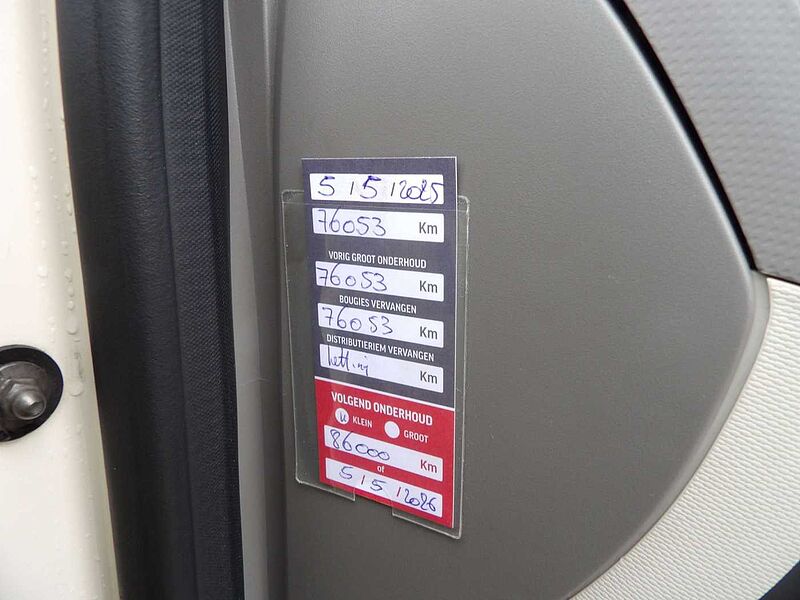 5 / 5 / 2025
76053 Km
VORIG GROOT ONDERHOUD
76053 Km
BOUGIES VERVANGEN
76053 Km
DISTRIBUTIERIEM VERVANGEN
Km
VOLGEND ONDERHOUD
KLEIN GROOT
86000 Km
of
5 / 5 / 2026